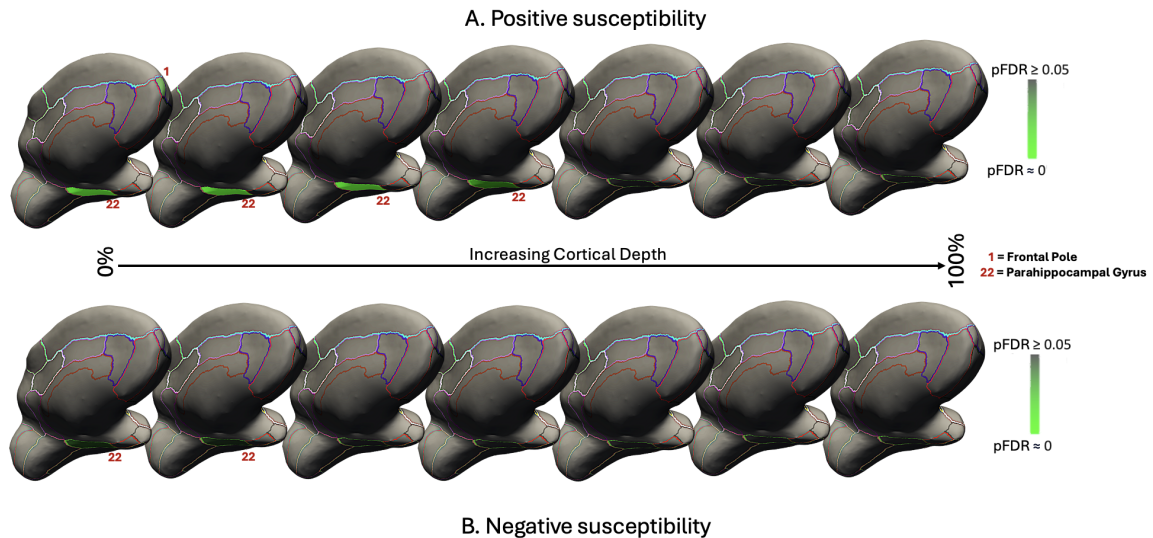 A. Positive susceptibility
1
pFDR ≥ 0.05
pFDR ≈ 0
22
22
22
22
0%
Increasing Cortical Depth
100%
1 = Frontal Pole
22 = Parahippocampal Gyrus
pFDR ≥ 0.05
pFDR ≈ 0
22
22
B. Negative susceptibility